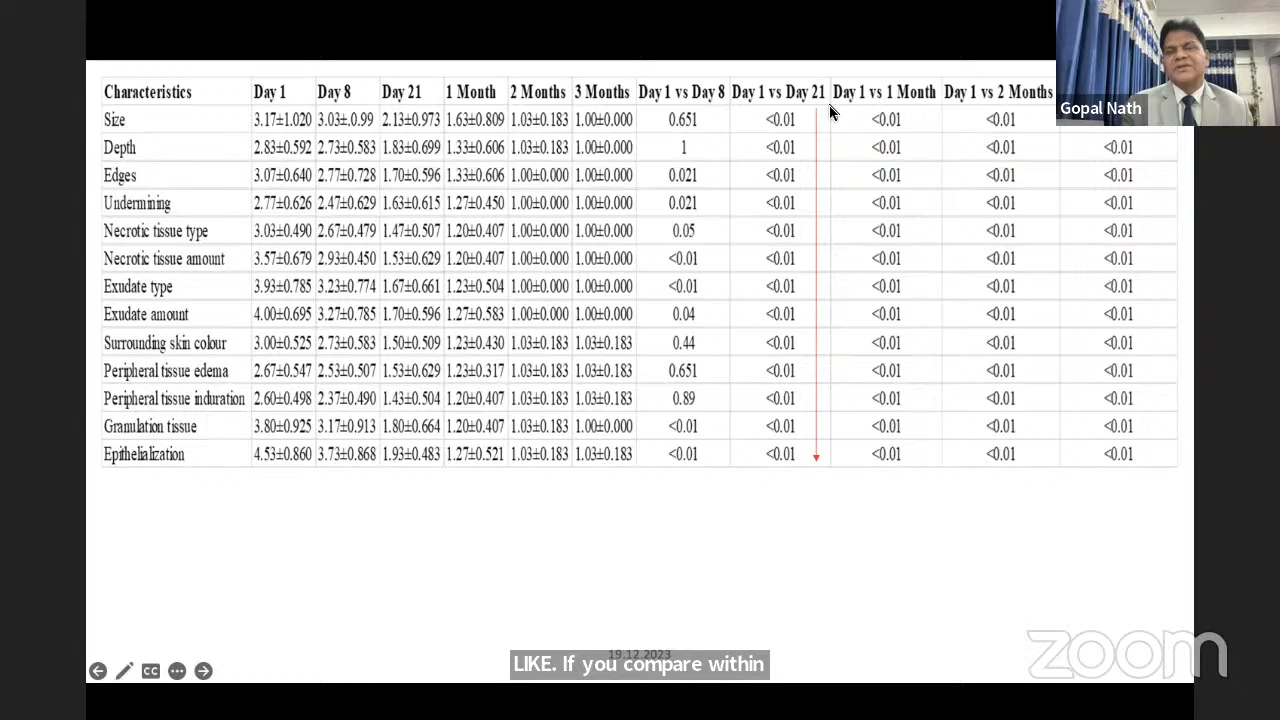 Characteristics Day 1 Day 8 Day 21 1 Month 2 Months 3 Months Day 1 vs Day 8 Day 1 vs Day 21 Day 1 vs 1 Month Day 1 vs 2 Months
Gopal Nath
Size 3.17±1.020 3.03±.0.99 2.13±0.973 1.63±0.809 1.03±0.183 1.00±0.000 0.651 <0.01 <0.01 <0.01
Depth 2.83±0.592 2.73±0.583 1.83±0.699 1.33±0.606 1.03±0.183 1.00±0.000 1 <0.01 <0.01 <0.01 <0.01
Edges 3.07±0.640 2.77±0.728 1.70±0.596 1.33±0.606 1.00±0.000 1.00±0.000 0.021 <0.01 <0.01 <0.01 <0.01
Undermining 2.77±0.626 2.47±0.629 1.63±0.615 1.27±0.450 1.00±0.000 1.00±0.000 0.021 <0.01 <0.01 <0.01 <0.01
Necrotic tissue type 3.03±0.490 2.67±0.479 1.47±0.507 1.20±0.407 1.00±0.000 1.00±0.000 0.05 <0.01 <0.01 <0.01 <0.01
Necrotic tissue amount 3.57±0.679 2.93±0.450 1.53±0.629 1.20±0.407 1.00±0.000 1.00±0.000 <0.01 <0.01 <0.01 <0.01 <0.01
Exudate type 3.93±0.785 3.23±0.774 1.67±0.661 1.23±0.504 1.00±0.000 1.00±0.000 <0.01 <0.01 <0.01 <0.01 <0.01
Exudate amount 4.00±0.695 3.27±0.785 1.70±0.596 1.27±0.583 1.00±0.000 1.00±0.000 0.04 <0.01 <0.01 <0.01 <0.01
Surrounding skin colour 3.00±0.525 2.73±0.583 1.50±0.509 1.23±0.430 1.03±0.183 1.03±0.183 0.44 <0.01 <0.01 <0.01 <0.01
Peripheral tissue edema 2.67±0.547 2.53±0.507 1.53±0.629 1.23±0.317 1.03±0.183 1.03±0.183 0.651 <0.01 <0.01 <0.01 <0.01
Peripheral tissue induration 2.60±0.498 2.37±0.490 1.43±0.504 1.20±0.407 1.03±0.183 1.03±0.183 0.89 <0.01 <0.01 <0.01 <0.01
Granulation tissue 3.80±0.925 3.17±0.913 1.80±0.664 1.20±0.407 1.03±0.183 1.00±0.000 <0.01 <0.01 <0.01 <0.01 <0.01
Epithelialization 4.53±0.860 3.73±0.868 1.93±0.483 1.27±0.521 1.03±0.183 1.03±0.183 <0.01 <0.01 <0.01 <0.01 <0.01
19.12.2023
LIKE. If you compare within
CC
zoom